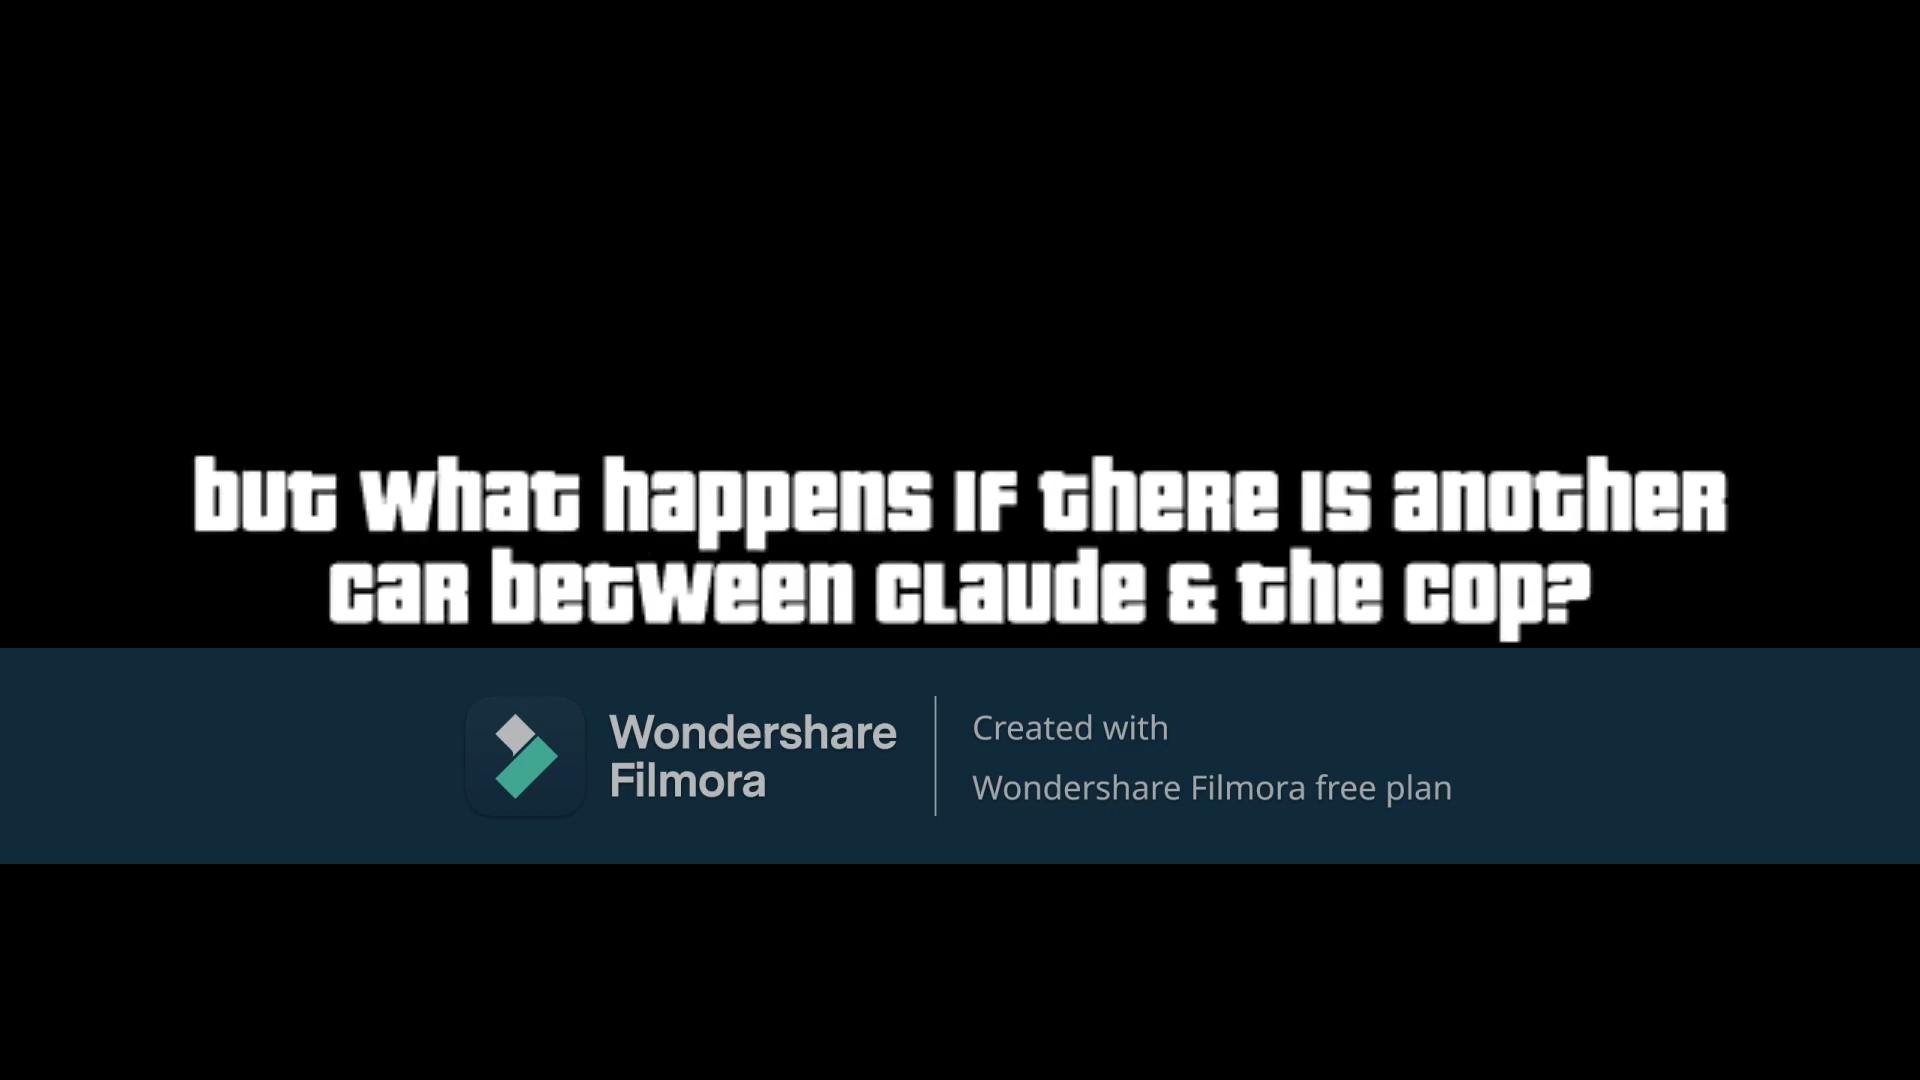 but what happens if there is another
car between claude & the cop?
Wondershare
Filmora
Created with
Wondershare Filmora free plan